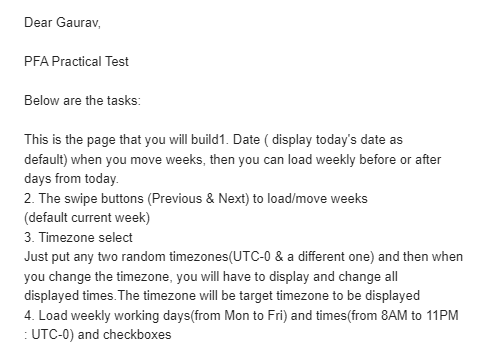 Dear Gaurav,
PFA Practical Test
Below are the tasks:
This is the page that you will build1. Date ( display today's date as
default) when you move weeks, then you can load weekly before or after
days from today.
2. The swipe buttons (Previous & Next) to load/move weeks
(default current week)
3. Timezone select
Just put any two random timezones(UTC-0 & a different one) and then when
you change the timezone, you will have to display and change all
displayed times.The timezone will be target timezone to be displayed
4. Load weekly working days(from Mon to Fri) and times(from 8AM to 11PM
: UTC-0) and checkboxes